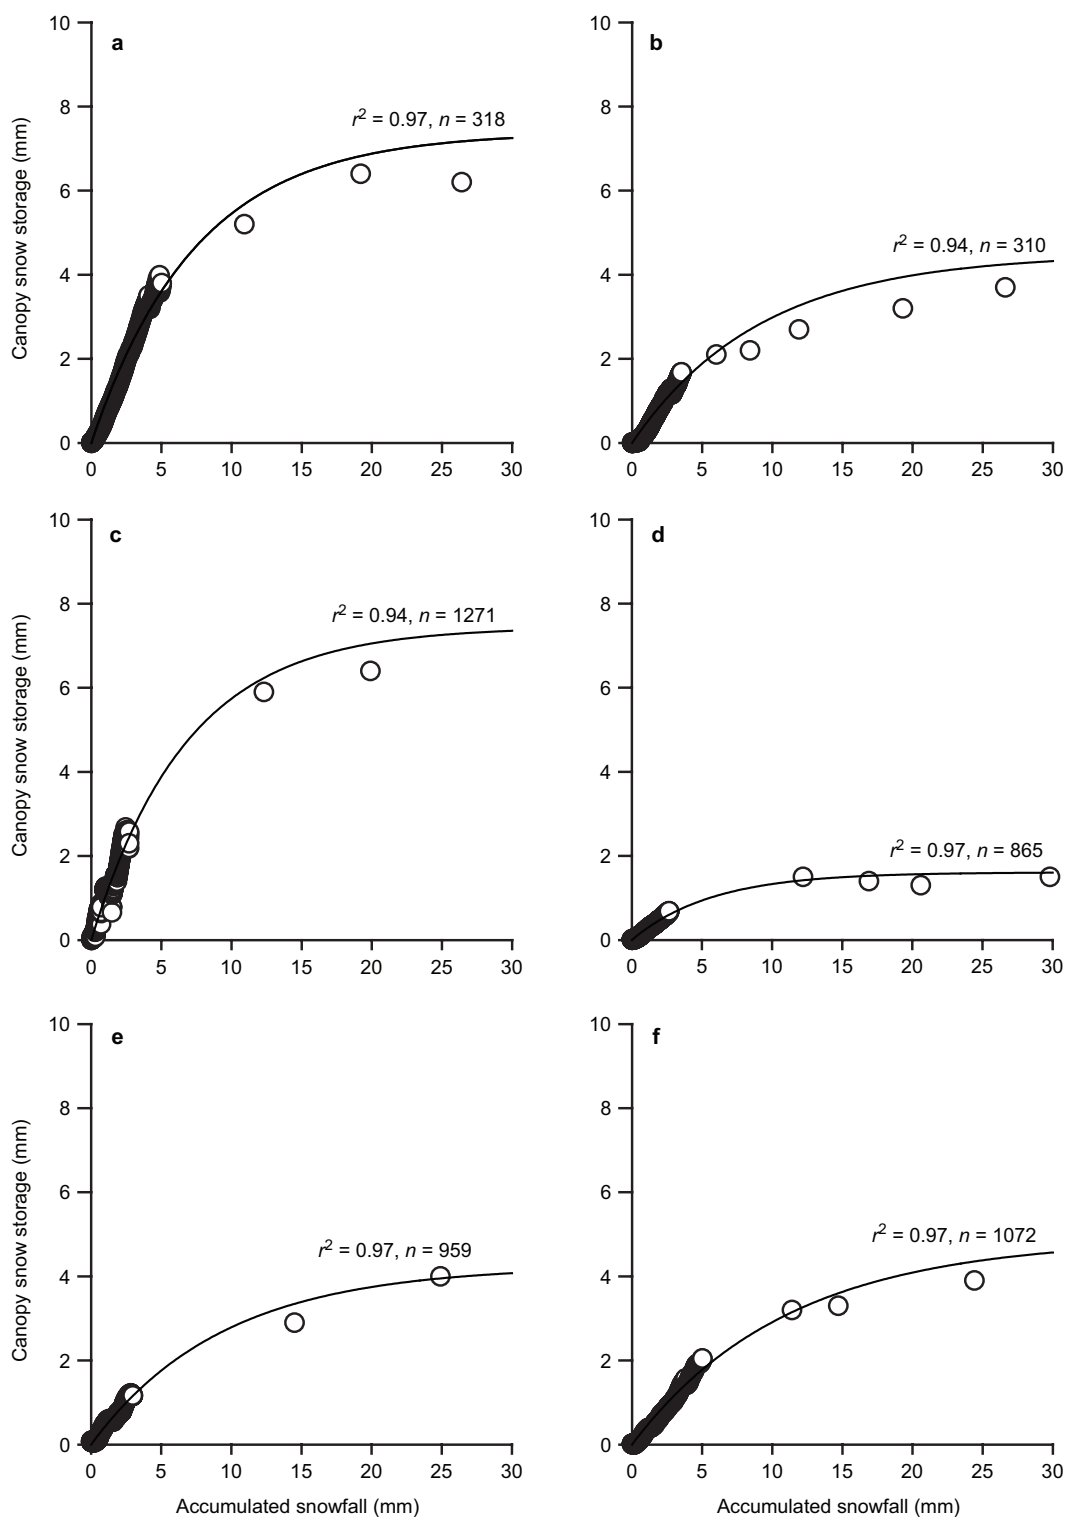 10
8
6
4
2
0
Canopy snow storage (mm)
a
r2 = 0.97, n = 318
0 5 10 15 20 25 30
10
8
6
4
2
0
b
r2 = 0.94, n = 310
0 5 10 15 20 25 30
10
8
6
4
2
0
Canopy snow storage (mm)
c
r2 = 0.94, n = 1271
0 5 10 15 20 25 30
10
8
6
4
2
0
d
r2 = 0.97, n = 865
0 5 10 15 20 25 30
10
8
6
4
2
0
Canopy snow storage (mm)
e
r2 = 0.97, n = 959
0 5 10 15 20 25 30
Accumulated snowfall (mm)
10
8
6
4
2
0
f
r2 = 0.97, n = 1072
0 5 10 15 20 25 30
Accumulated snowfall (mm)